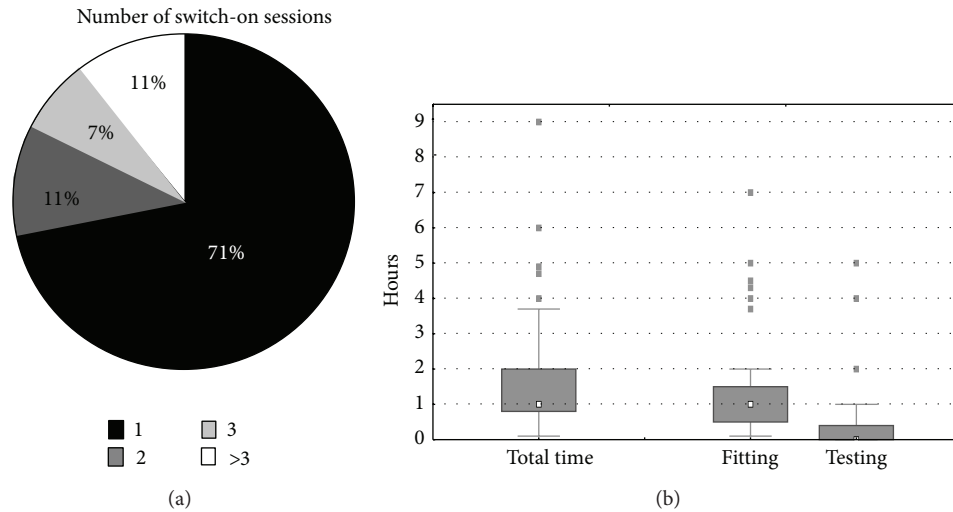 Number of switch-on sessions
11%
7%
11%
71%
1
3
2
>3
(a)
9
8
7
6
5
4
3
2
1
0
Hours
Total time
Fitting
Testing
(b)